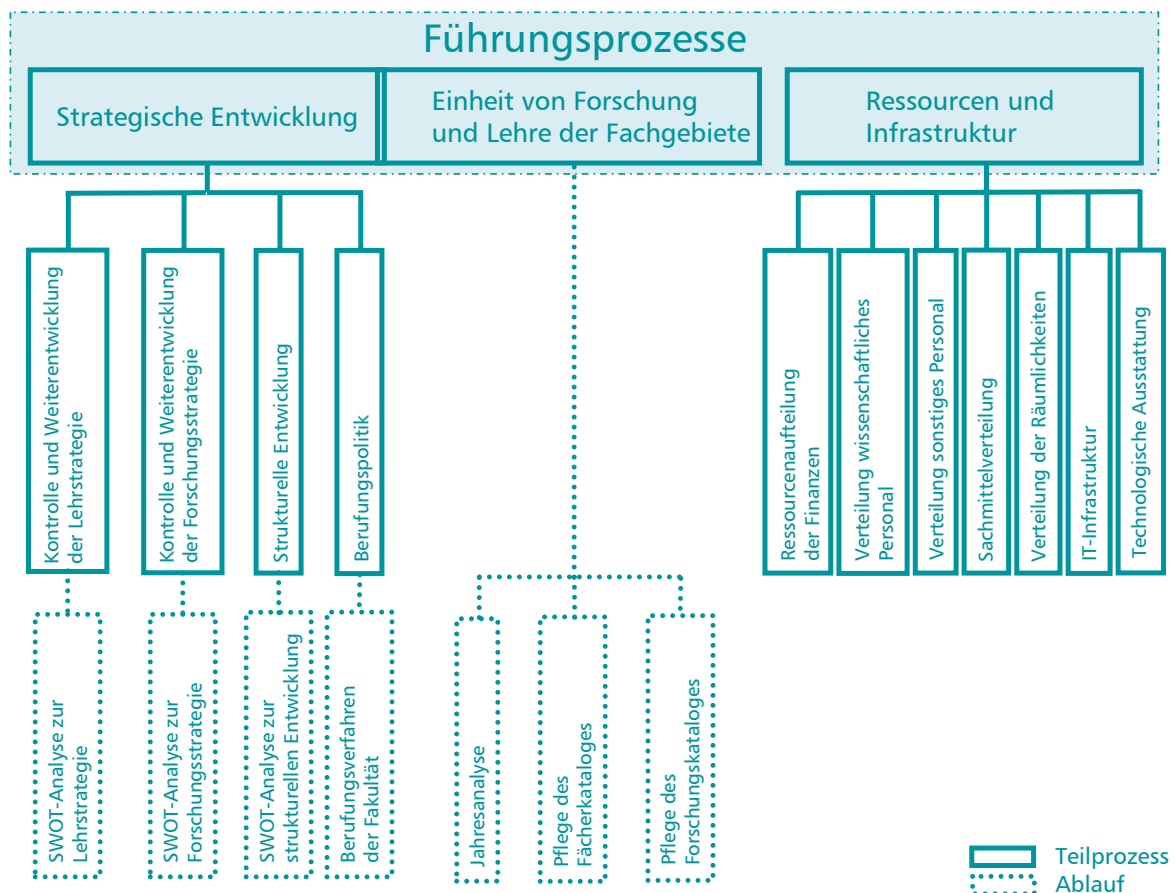 Führungsprozesse
Strategische Entwicklung
Einheit von Forschung
und Lehre der Fachgebiete
Ressourcen und
Infrastruktur
Kontrolle und Weiterentwicklung
der Lehrstrategie
Kontrolle und Weiterentwicklung
der Forschungsstrategie
Strukturelle Entwicklung
Berufungspolitik
Ressourcenaufteilung
der Finanzen
Verteilung wissenschaftliches
Personal
Verteilung sonstiges Personal
Sachmittelverteilung
Verteilung der Räumlichkeiten
IT-Infrastruktur
Technologische Ausstattung
SWOT-Analyse zur
Lehrstrategie
SWOT-Analyse zur
Forschungsstrategie
SWOT-Analyse zur
strukturellen Entwicklung
Berufungsverfahren
der Fakultät
Jahresanalyse
Pflege des
Fächerkataloges
Pflege des
Forschungskataloges
Teilprozess
Ablauf